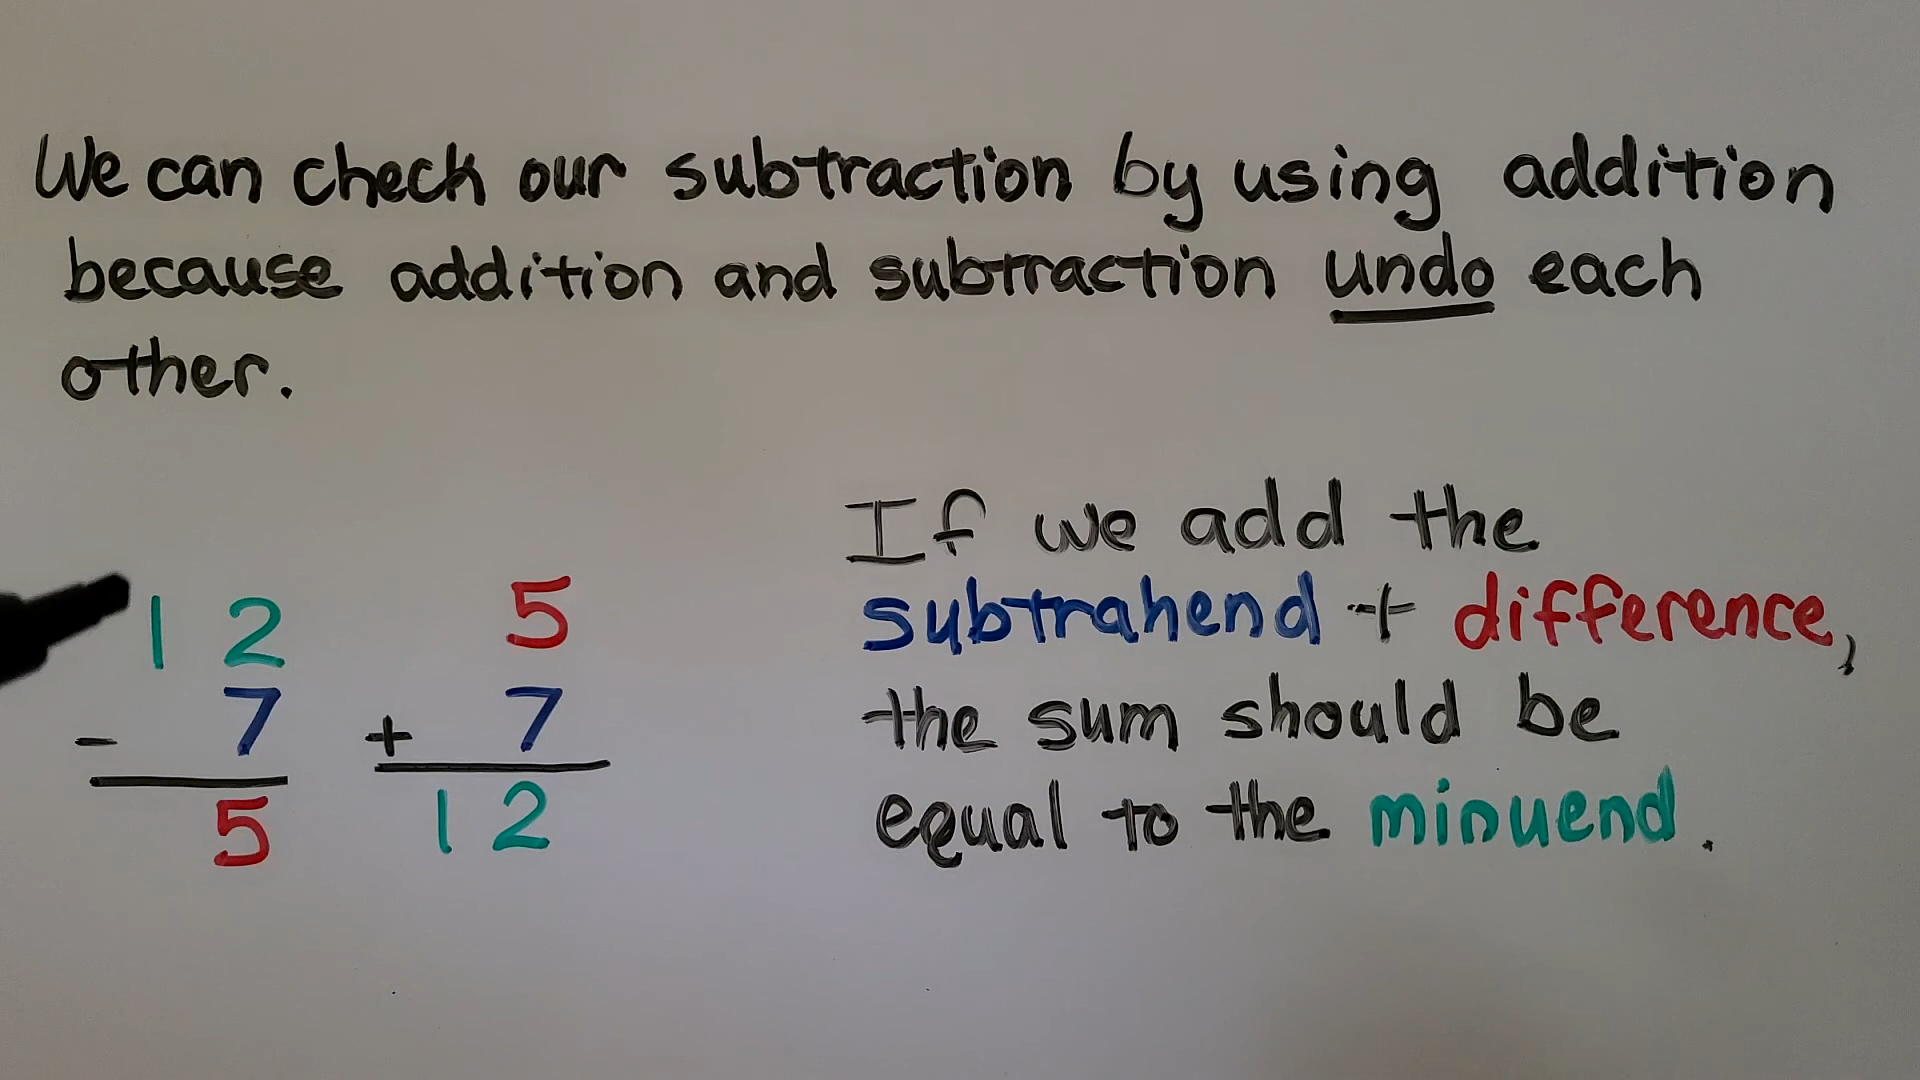 We can check our subtraction by using addition
because addition and subtraction undo each
other.
12
- 7
5
5
+ 7
12
If we add the
subtrahend + difference,
the sum should be
equal to the minuend.